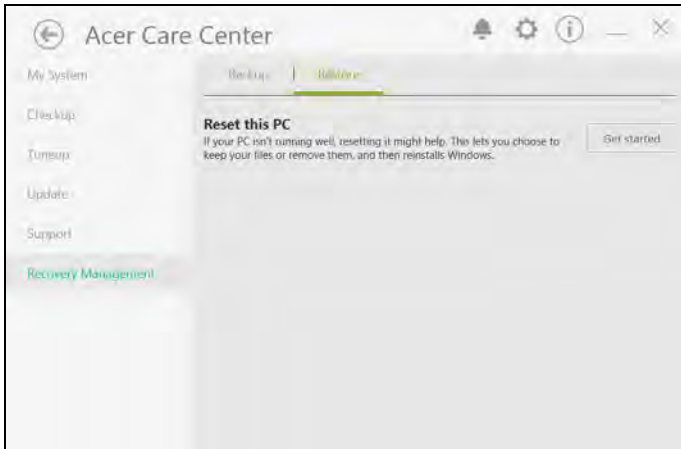 Acer Care Center
My System
Backup | Restore
Checkup
Reset this PC
If your PC isn't running well, resetting it might help. This lets you choose to
keep your files or remove them, and then reinstalls Windows.
Get started
Tuneup
Update
Support
Recovery Management